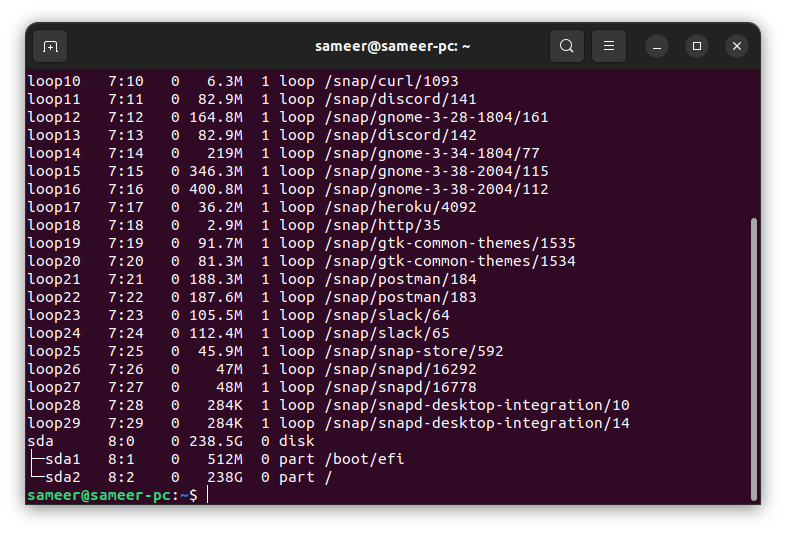 sameer@sameer-pc: ~
loop10   7:10   0   6.3M  1 loop /snap/curl/1093
loop11   7:11   0  82.9M  1 loop /snap/discord/141
loop12   7:12   0 164.8M  1 loop /snap/gnome-3-28-1804/161
loop13   7:13   0  82.9M  1 loop /snap/discord/142
loop14   7:14   0   219M  1 loop /snap/gnome-3-34-1804/77
loop15   7:15   0 346.3M  1 loop /snap/gnome-3-38-2004/115
loop16   7:16   0 400.8M  1 loop /snap/gnome-3-38-2004/112
loop17   7:17   0  36.2M  1 loop /snap/heroku/4092
loop18   7:18   0   2.9M  1 loop /snap/http/35
loop19   7:19   0  91.7M  1 loop /snap/gtk-common-themes/1535
loop20   7:20   0  81.3M  1 loop /snap/gtk-common-themes/1534
loop21   7:21   0 188.3M  1 loop /snap/postman/184
loop22   7:22   0 187.6M  1 loop /snap/postman/183
loop23   7:23   0 105.5M  1 loop /snap/slack/64
loop24   7:24   0 112.4M  1 loop /snap/slack/65
loop25   7:25   0  45.9M  1 loop /snap/snap-store/592
loop26   7:26   0    47M  1 loop /snap/snapd/16292
loop27   7:27   0    48M  1 loop /snap/snapd/16778
loop28   7:28   0   284K  1 loop /snap/snapd-desktop-integration/10
loop29   7:29   0   284K  1 loop /snap/snapd-desktop-integration/14
sda      8:0    0 238.5G  0 disk
├─sda1   8:1    0   512M  0 part /boot/efi
└─sda2   8:2    0   238G  0 part /
sameer@sameer-pc:~$